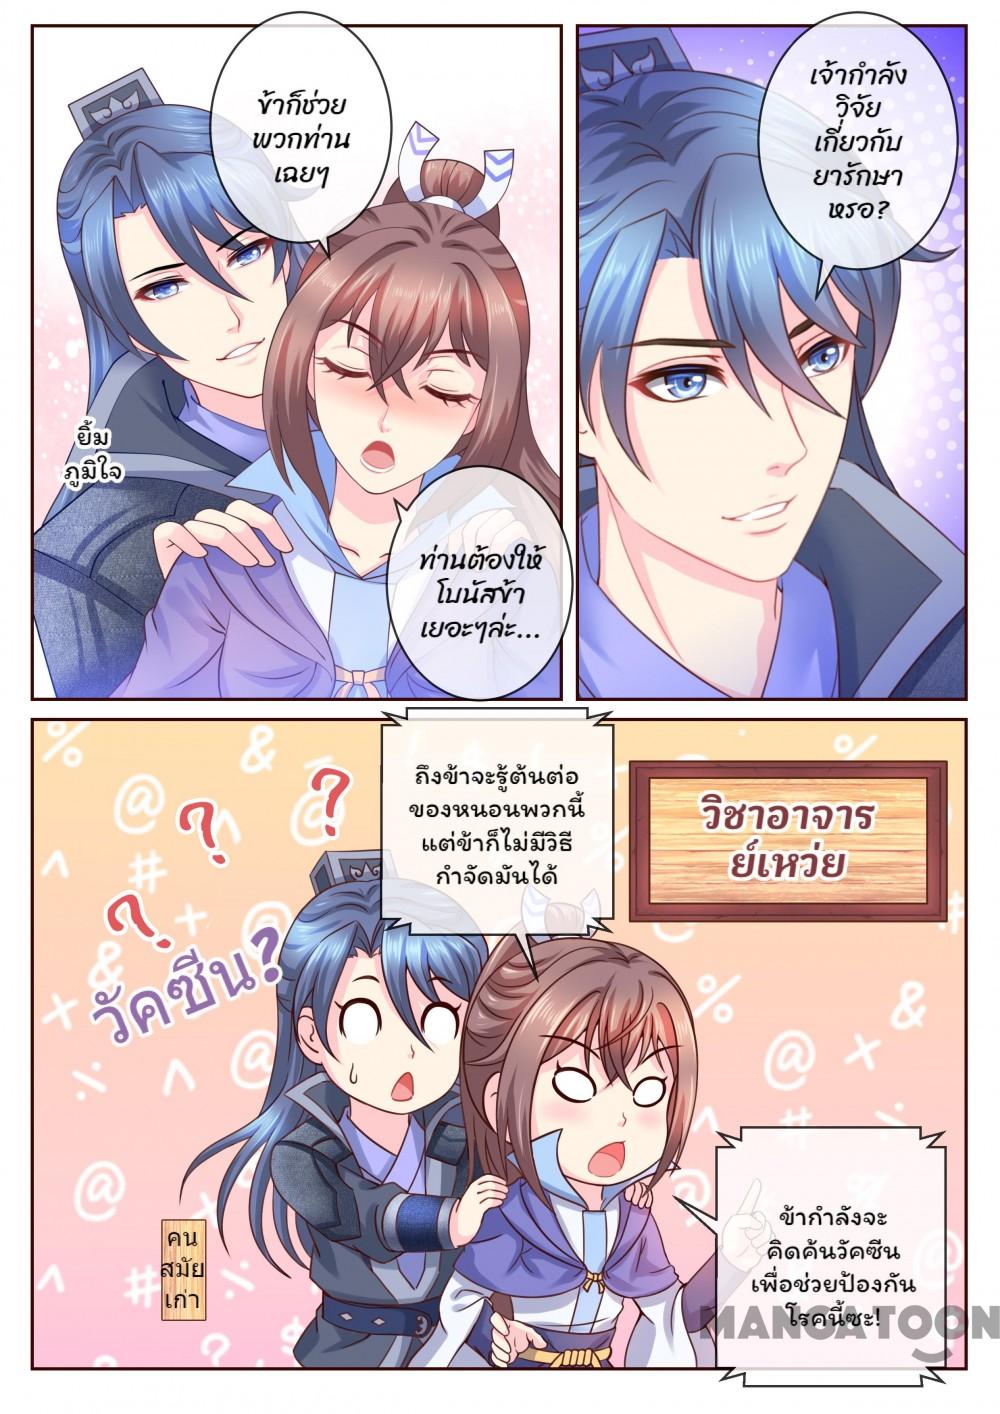 ข้าก็ช่วย
พวกท่าน
เฉยๆ
ยิ้ม
ภูมิใจ
ท่านต้องให้
โบนัสข้า
เยอะๆล่ะ...
เจ้ากำลัง
วิจัย
เกี่ยวกับ
ยารักษา
หรอ?
ถึงข้าจะรู้ต้นต่อ
ของหนอนพวกนี้
แต่ข้าก็ไม่มีวิธี
กำจัดมันได้
วิชาอาจาร
ย์เหว่ย
? ? ?
วัคซีน?
คน
สมัย
เก่า
ข้ากำลังจะ
คิดค้นวัคซีน
เพื่อช่วยป้องกัน
โรคนี้ซะ!
MANGATOON